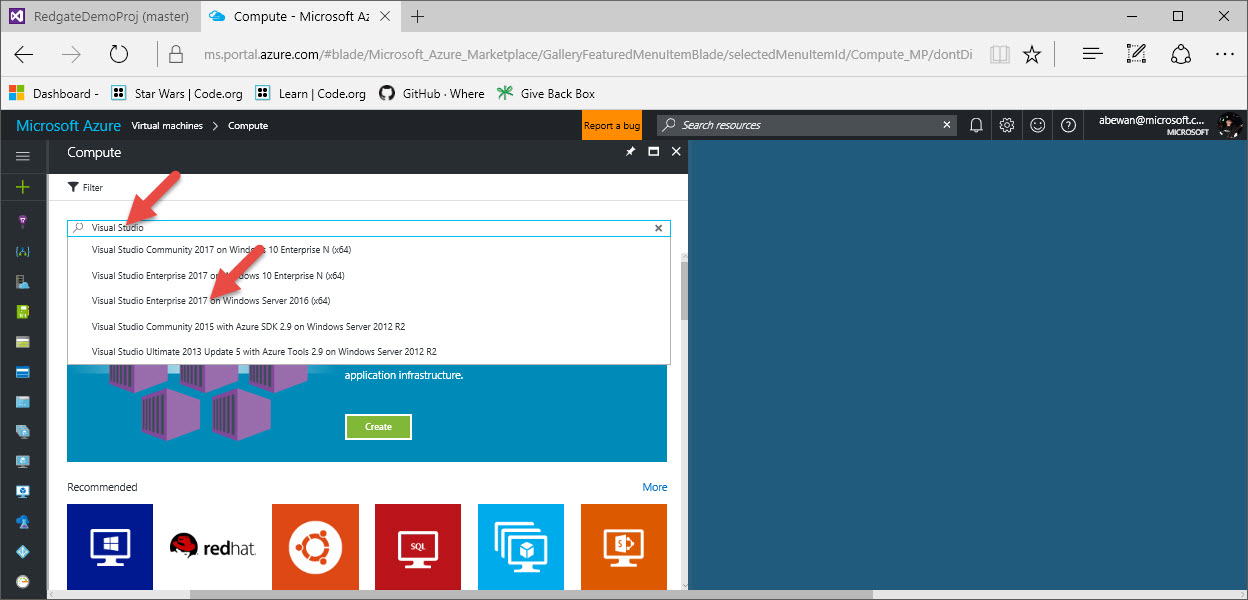 RedgateDemoProj (master)
Compute - Microsoft Az
ms.portal.azure.com/#blade/Microsoft_Azure_Marketplace/GalleryFeaturedMenuItemBlade/selectedMenuItemId/Compute_MP/dontDi
Dashboard - Star Wars | Code.org Learn | Code.org GitHub · Where Give Back Box
Microsoft Azure Virtual machines > Compute Report a bug Search resources abewan@microsoft.c...
MICROSOFT
Compute
Filter
Visual Studio
Visual Studio Community 2017 on Windows 10 Enterprise N (x64)
Visual Studio Enterprise 2017 on Windows 10 Enterprise N (x64)
Visual Studio Enterprise 2017 on Windows Server 2016 (x64)
Visual Studio Community 2015 with Azure SDK 2.9 on Windows Server 2012 R2
Visual Studio Ultimate 2013 Update 5 with Azure Tools 2.9 on Windows Server 2012 R2
application infrastructure.
Create
Recommended More
redhat.
SQL